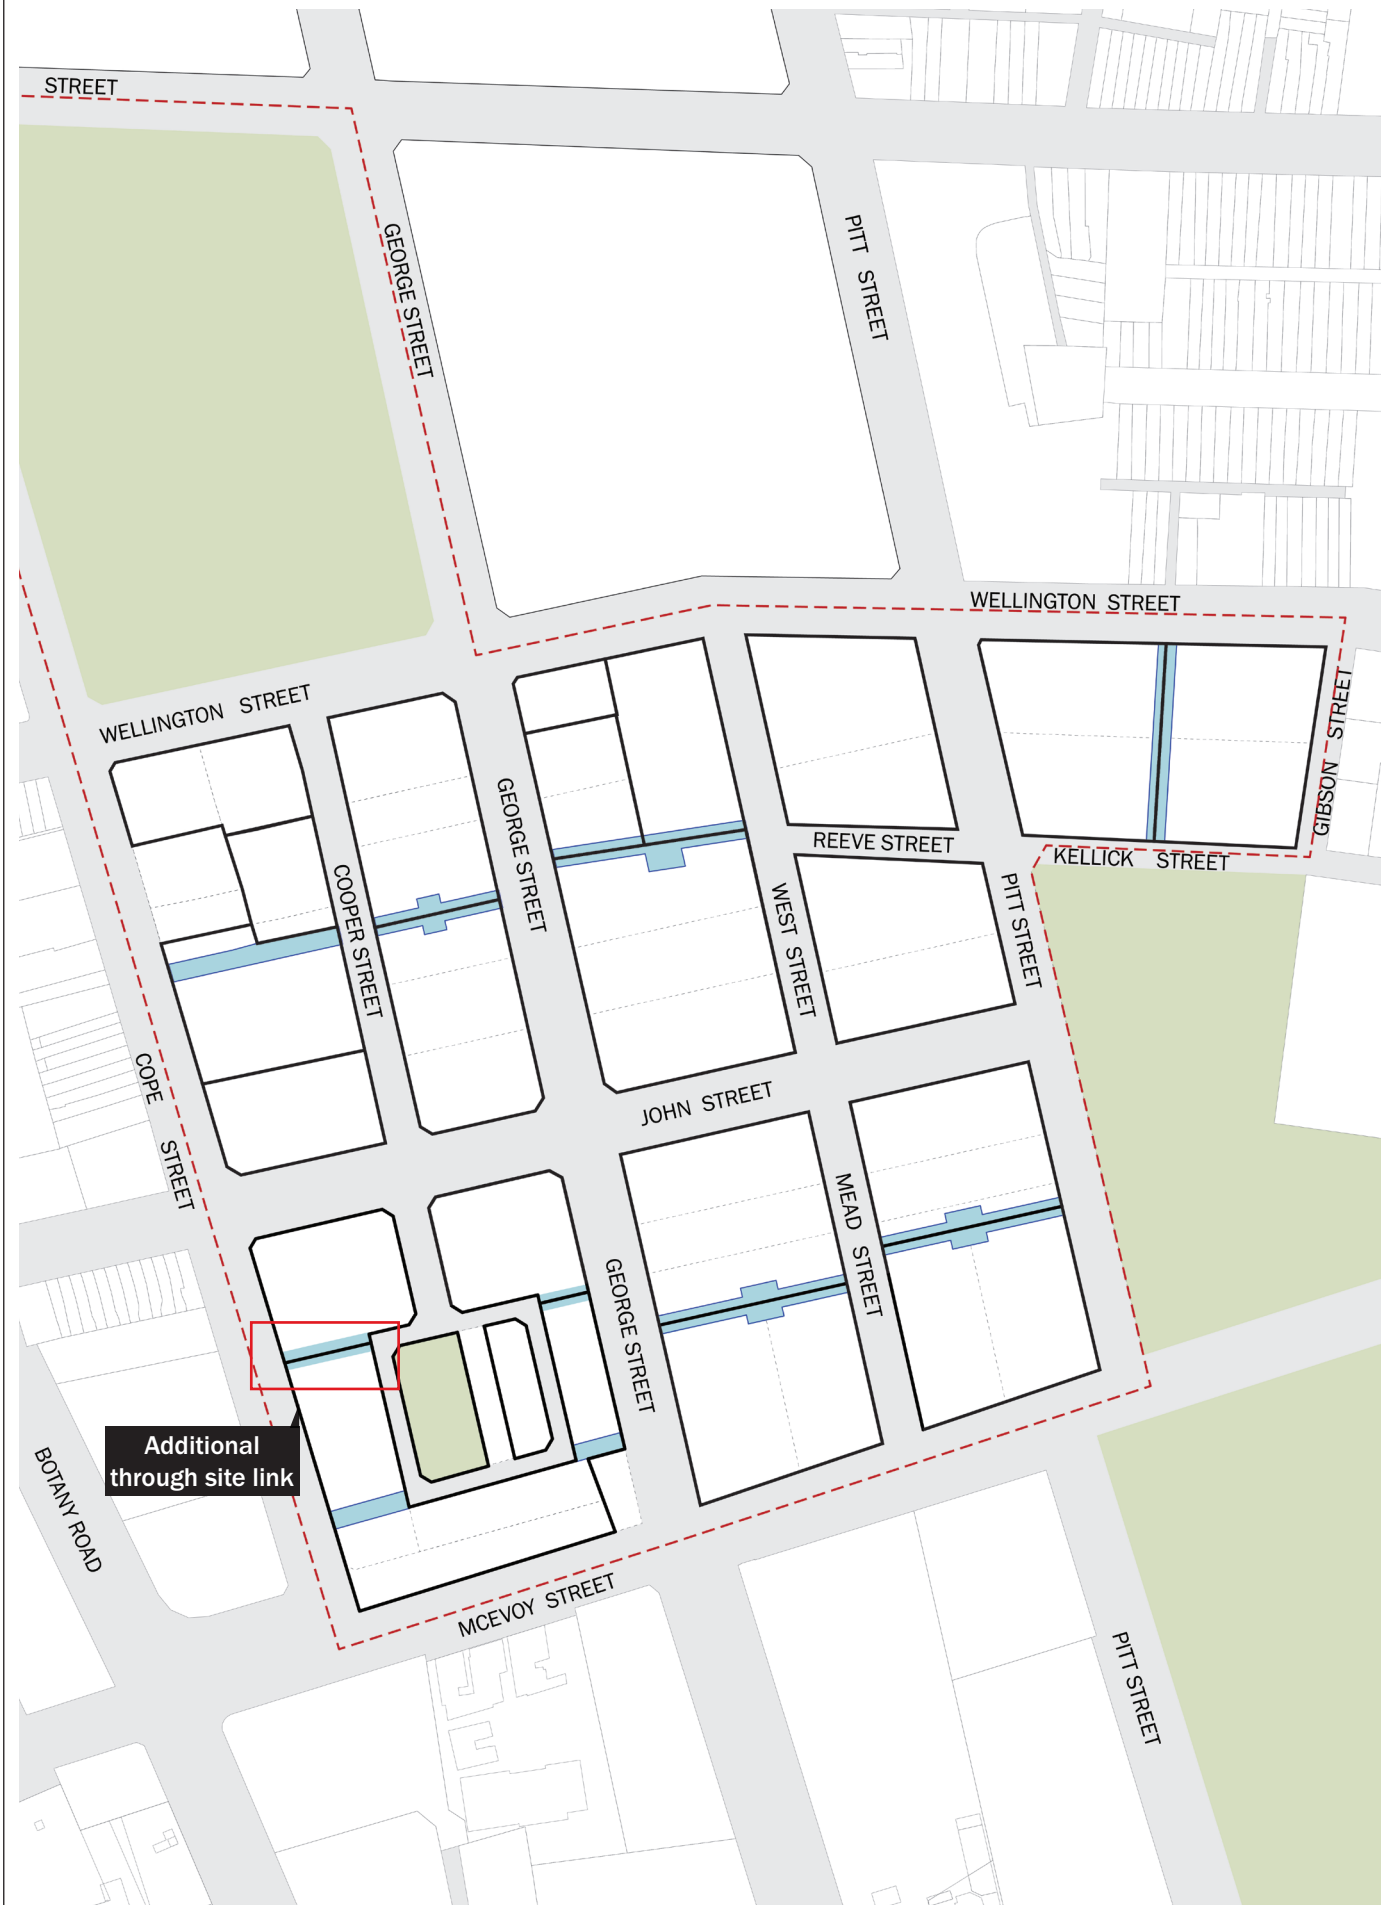 STREET
GEORGE STREET
PITT STREET
WELLINGTON STREET
WELLINGTON STREET
GIBSON STREET
GEORGE STREET
REEVE STREET
KELLICK STREET
COOPER STREET
WEST STREET
PITT STREET
COPE STREET
JOHN STREET
MEAD STREET
GEORGE STREET
Additional
through site link
BOTANY ROAD
MCEVOY STREET
PITT STREET